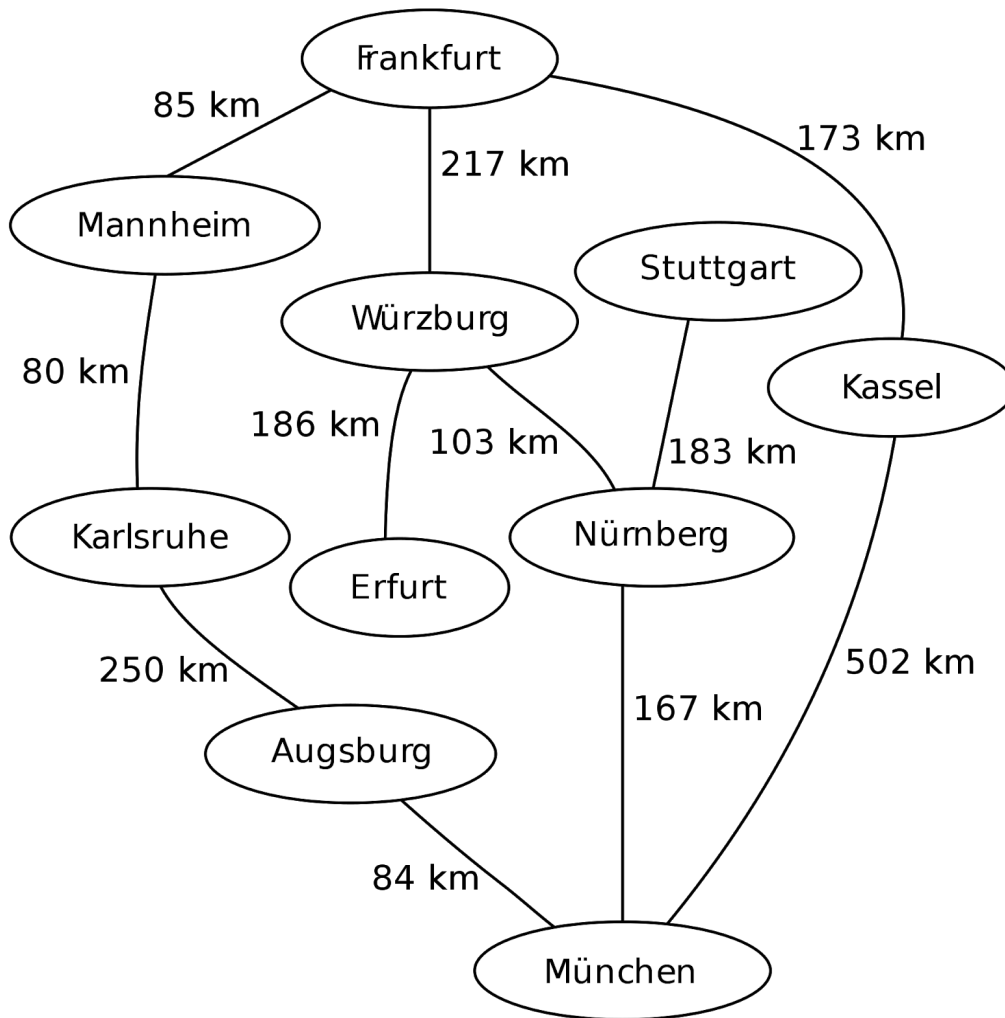 Frankfurt
85 km
173 km
217 km
Mannheim
Stuttgart
Würzburg
80 km
Kassel
186 km
103 km
183 km
Karlsruhe
Nürnberg
Erfurt
250 km
502 km
167 km
Augsburg
84 km
München